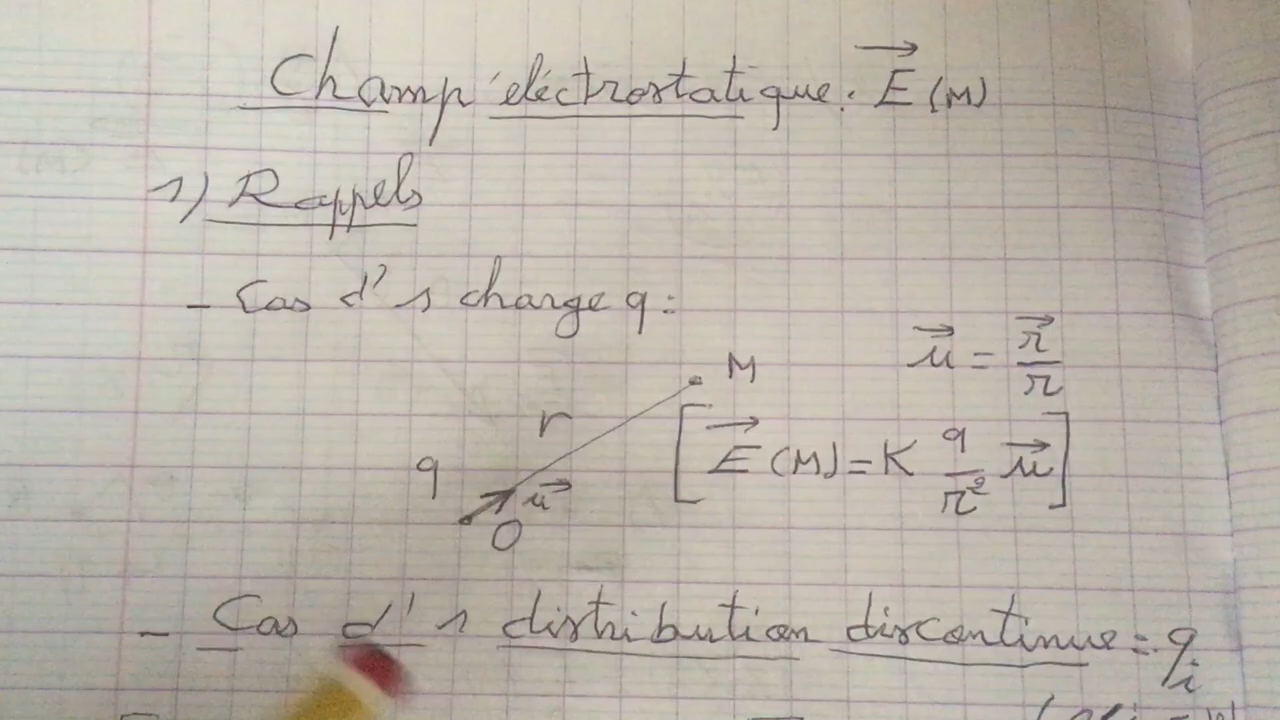 Champ électrostatique. E⃗(M)
1) Rappels
- Cas d'1 charge q:
M
u⃗ = r⃗/r
r
q
[E⃗(M) = K q/r² u⃗]
u⃗
O
- Cas d'1 distribution discontinue: qᵢ